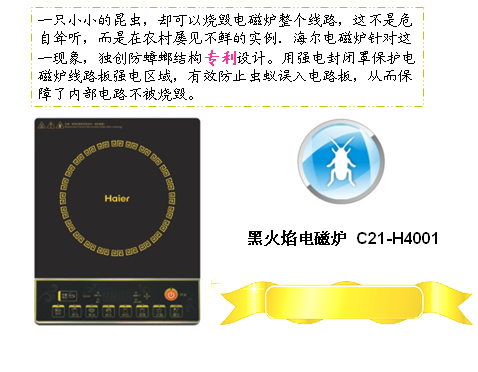 一只小小的昆虫，却可以烧毁电磁炉整个线路，这不是危
自耸听，而是在农村屡见不鲜的实例．海尔电磁炉针对这
一现象，独创防蟑螂结构专利设计。用强电封闭罩保护电
磁炉线路板强电区域，有效防止虫蚁误入电路板，从而保
障了内部电路不被烧毁。
Haier
黑火焰电磁炉 C21-H4001